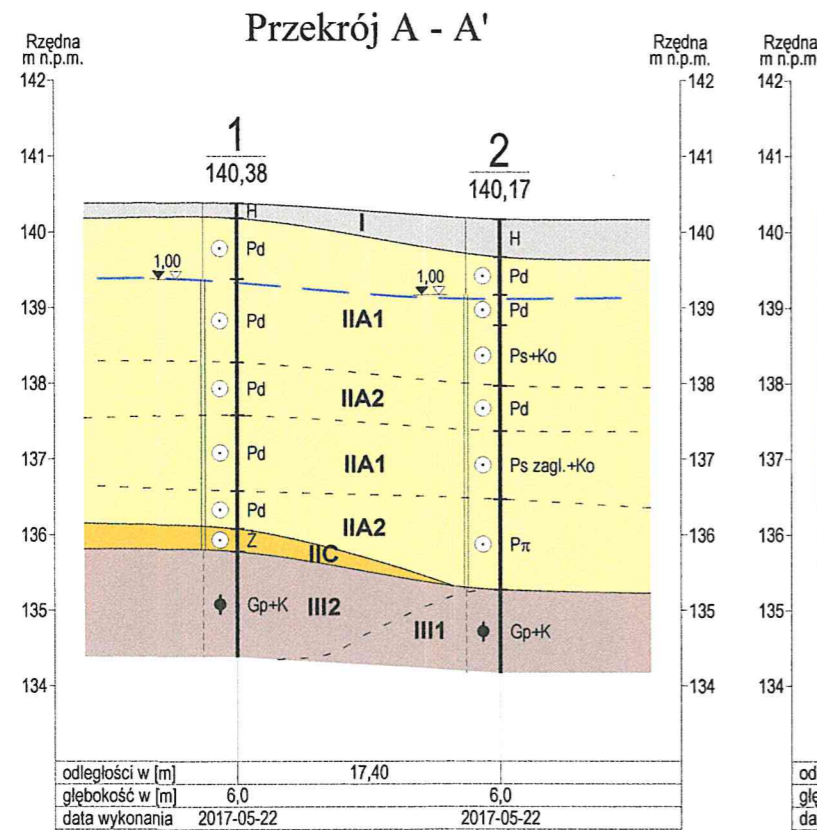 Przekrój A - A'
Rzędna
m n.p.m.
Rzędna
m n.p.m.
Rzędna
m n.p.m.
142
142
142
141
141
141
140
140
140
139
139
139
138
138
138
137
137
137
136
136
136
135
135
135
134
134
134
1
140,38
2
140,17
H
I
H
Pd
Pd
1,00
1,00
Pd
Pd
IIA1
Ps+Ko
Pd
IIA2
Pd
Pd
IIA1
Ps zagl.+Ko
Pd
IIA2
Pπ
Ż
IIC
Gp+K
III2
III1
Gp+K
odległości w [m] 17,40
głębokość w [m] 6,0 6,0
data wykonania 2017-05-22 2017-05-22
od
głę
da